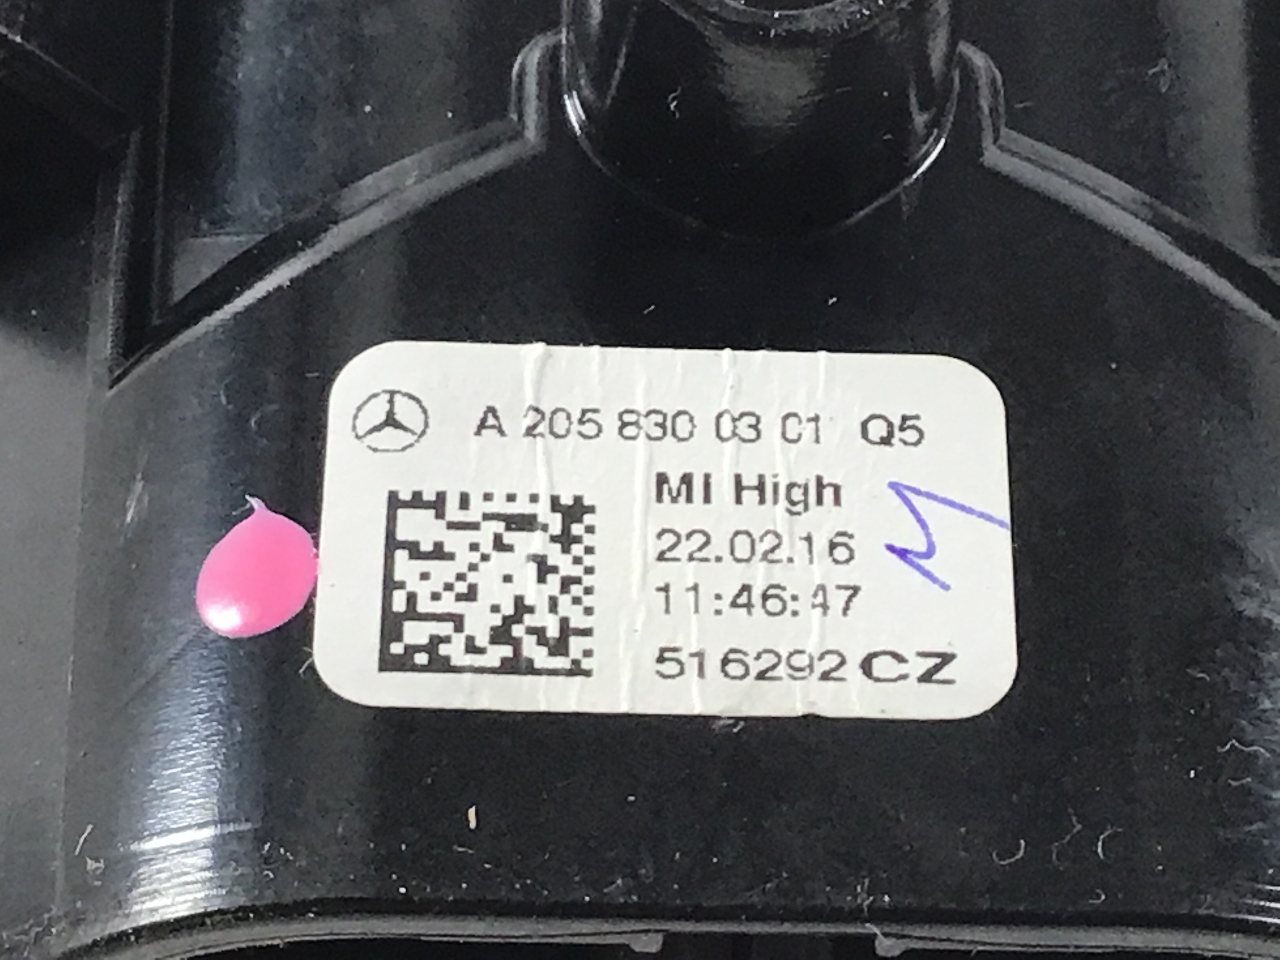 A 205 830 03 01 Q5
MI High
22.02.16
11:46:47
516292 CZ